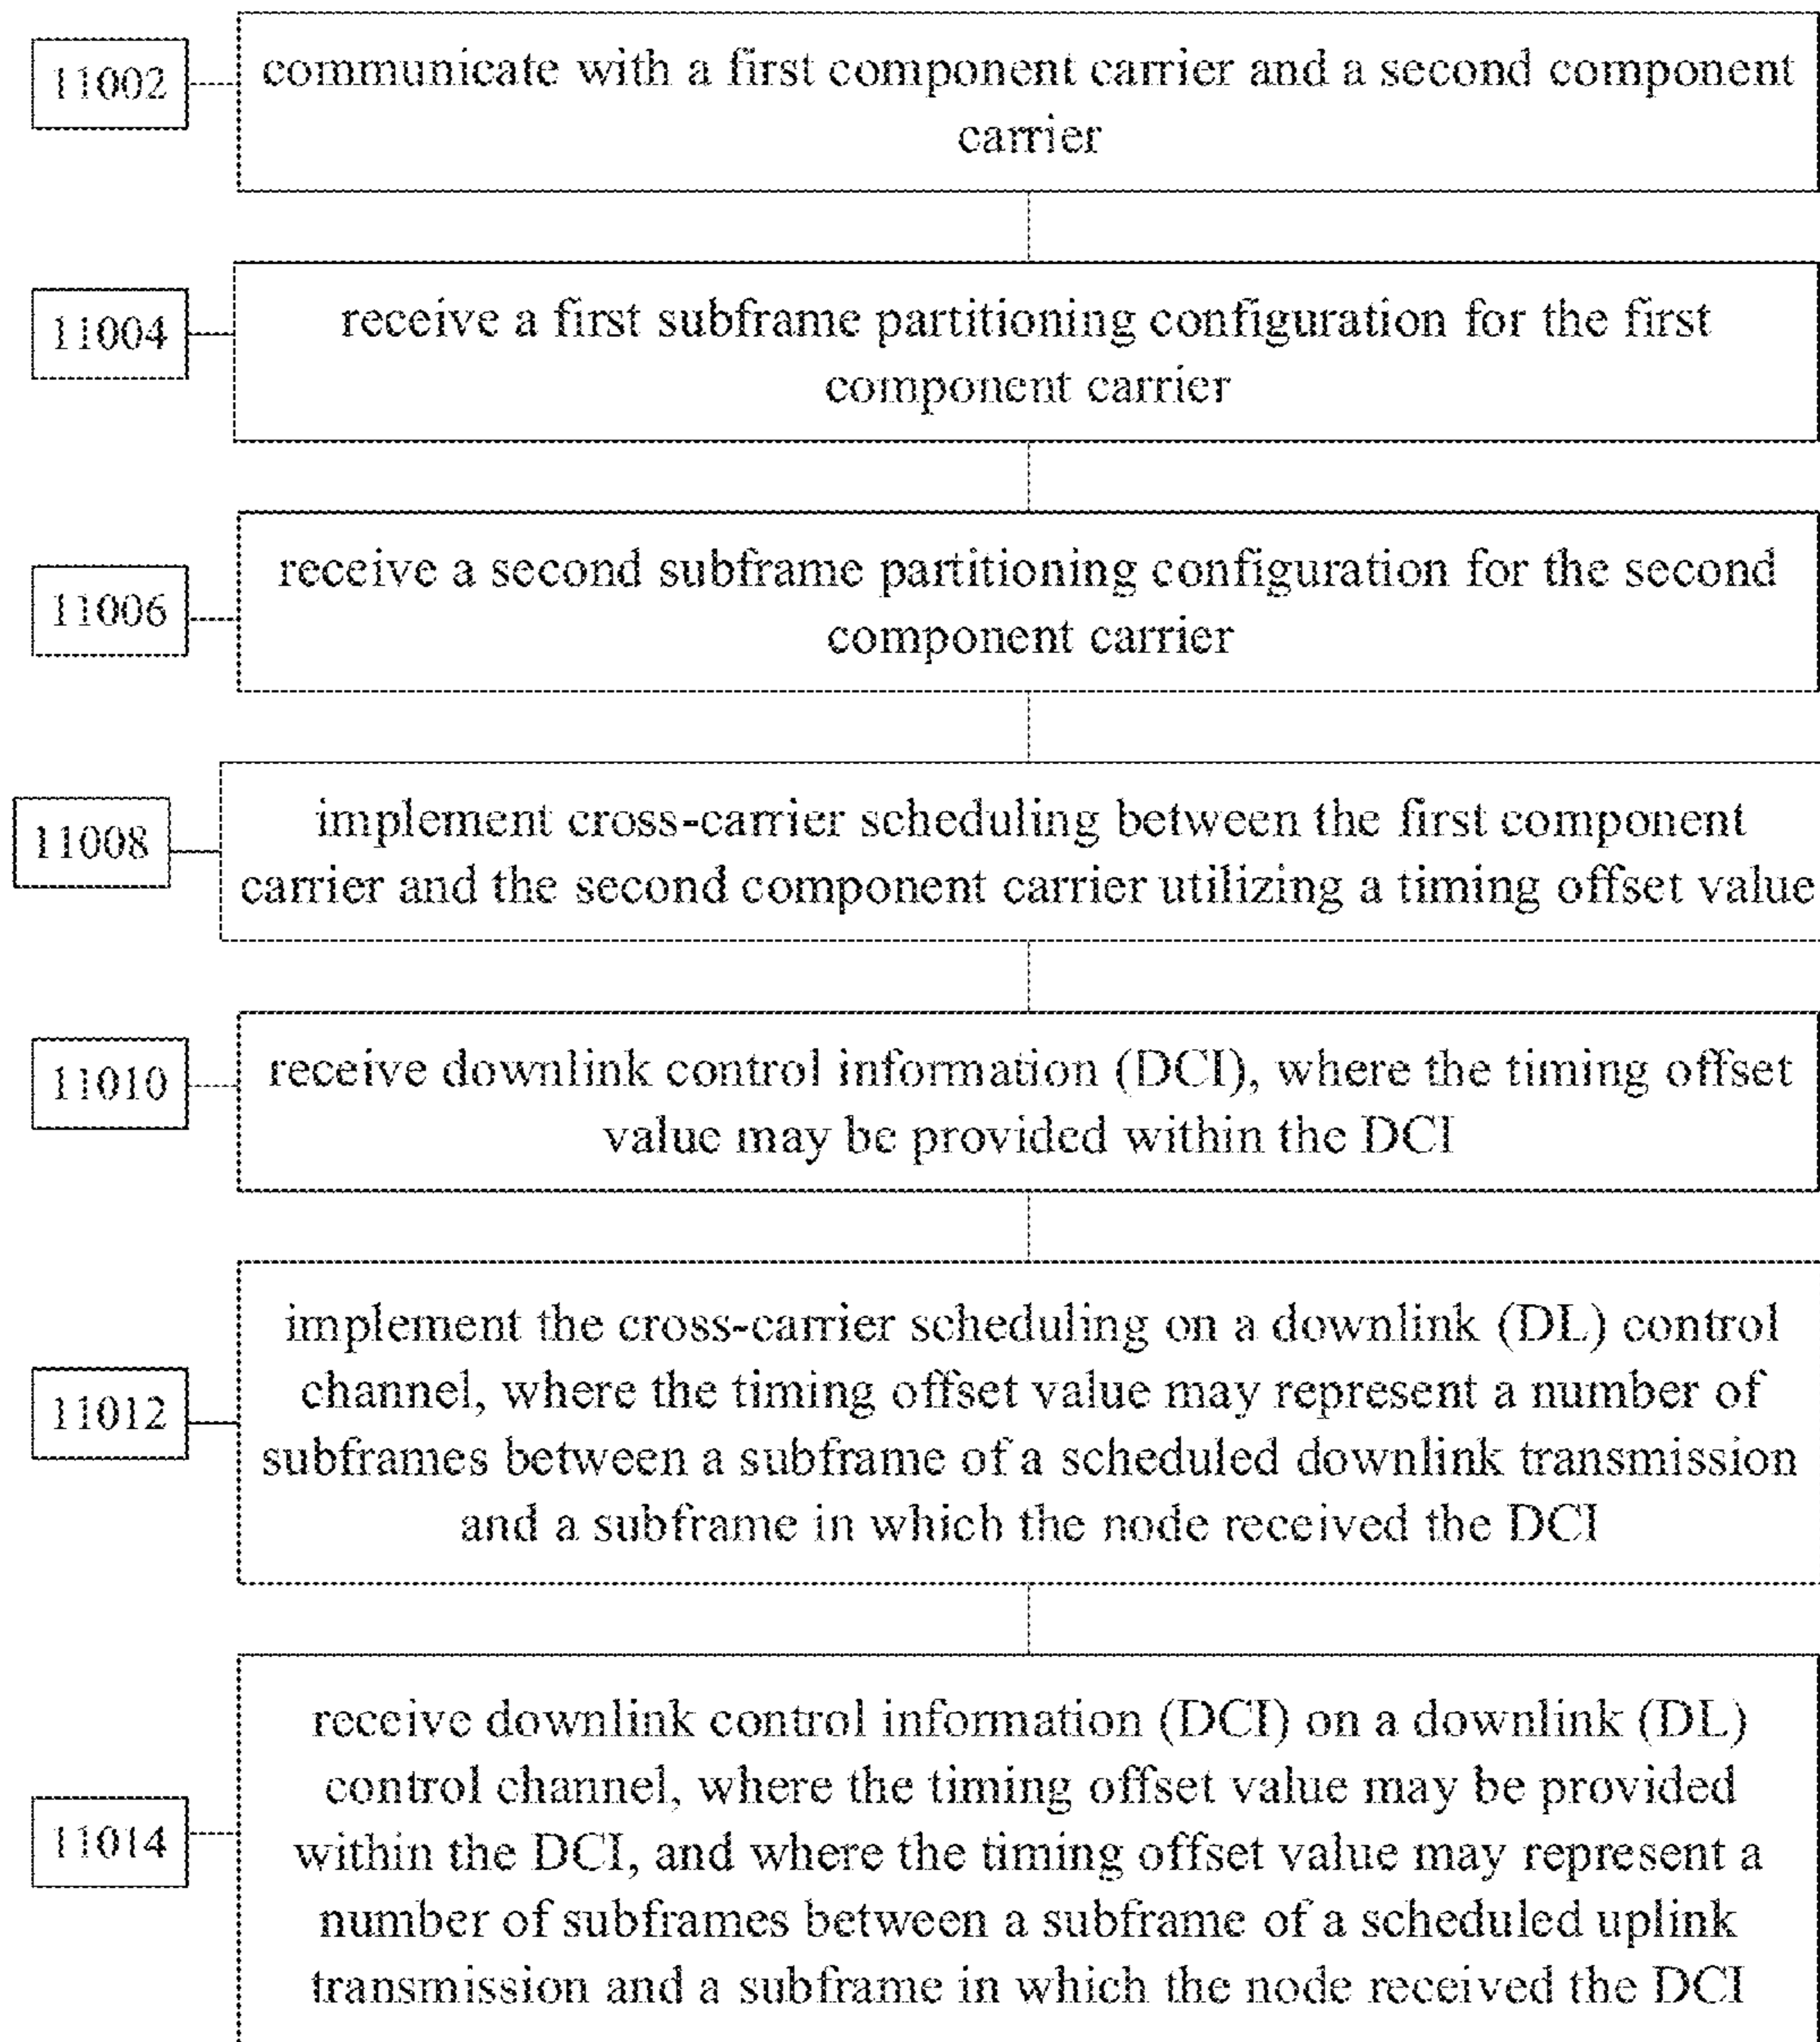 11002
communicate with a first component carrier and a second component
carrier
11004
receive a first subframe partitioning configuration for the first
component carrier
11006
receive a second subframe partitioning configuration for the second
component carrier
11008
implement cross-carrier scheduling between the first component
carrier and the second component carrier utilizing a timing offset value
11010
receive downlink control information (DCI), where the timing offset
value may be provided within the DCI
11012
implement the cross-carrier scheduling on a downlink (DL) control
channel, where the timing offset value may represent a number of
subframes between a subframe of a scheduled downlink transmission
and a subframe in which the node received the DCI
11014
receive downlink control information (DCI) on a downlink (DL)
control channel, where the timing offset value may be provided
within the DCI, and where the timing offset value may represent a
number of subframes between a subframe of a scheduled uplink
transmission and a subframe in which the node received the DCI